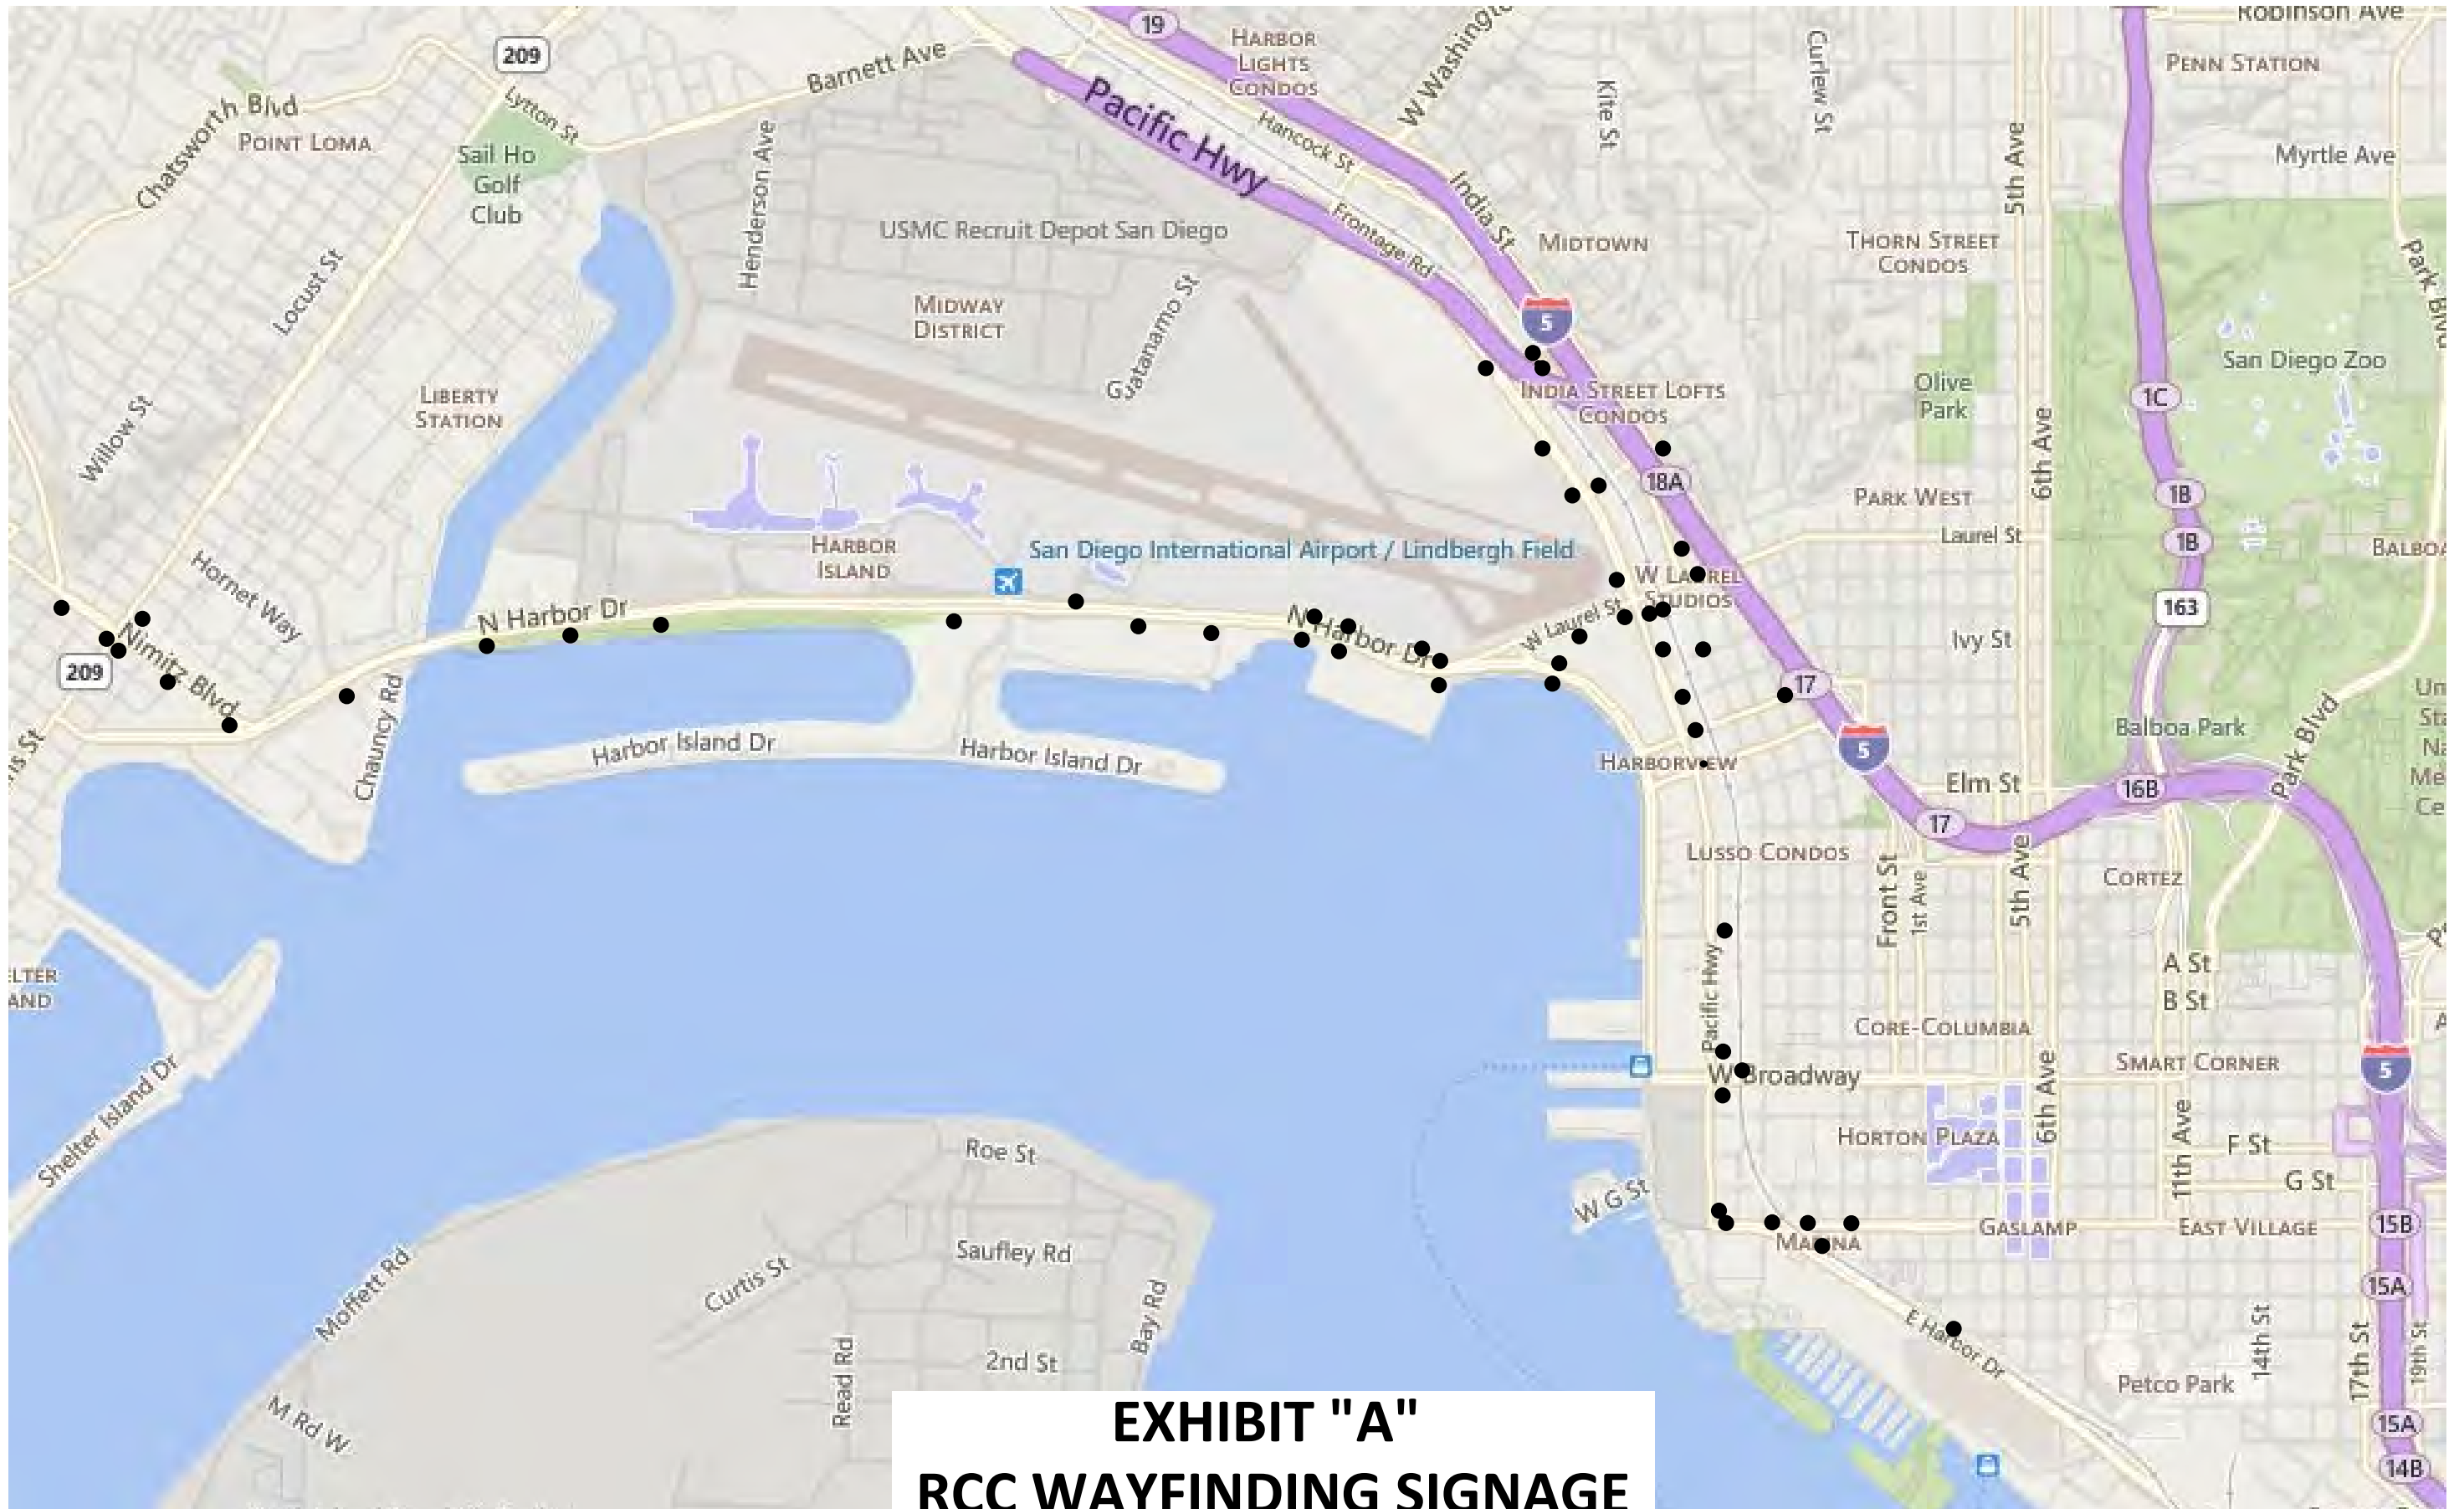 19
Robinson Ave
209
HARBOR
LIGHTS
CONDOS
W Washingto
Curlew St
Kite St
PENN STATION
Barnett Ave
Chatsworth Blvd
POINT LOMA
Lytton St
Sail Ho
Golf
Club
Henderson Ave
Pacific Hwy
Hancock St
India St
5th Ave
Myrtle Ave
USMC Recruit Depot San Diego
Frontage Rd
MIDTOWN
THORN STREET
CONDOS
Locust St
MIDWAY
DISTRICT
Guatanamo St
5
San Diego Zoo
Willow St
LIBERTY
STATION
INDIA STREET LOFTS
CONDOS
Olive
Park
1C
6th Ave
18A
PARK WEST
1B
Laurel St
1B
HARBOR
ISLAND
San Diego International Airport / Lindbergh Field
W LAUREL
STUDIOS
163
Hornet Way
N Harbor Dr
N Harbor Dr
W Laurel St
Ivy St
Nimitz Blvd
209
Chauncy Rd
17
5
Balboa Park
Park Blvd
Harbor Island Dr
Harbor Island Dr
HARBORVIEW
Elm St
16B
17
LUSSO CONDOS
Front St
1st Ave
5th Ave
CORTEZ
Pacific Hwy
A St
B St
CORE-COLUMBIA
W Broadway
SMART CORNER
5
Shelter Island Dr
HORTON PLAZA
6th Ave
11th Ave
F St
G St
W G St
Roe St
MARINA
GASLAMP
EAST VILLAGE
15B
Moffett Rd
Curtis St
Saufley Rd
Bay Rd
15A
E Harbor Dr
14th St
17th St
19th St
Read Rd
2nd St
Petco Park
M Rd W
15A
14B
EXHIBIT "A"
RCC WAYFINDING SIGNAGE